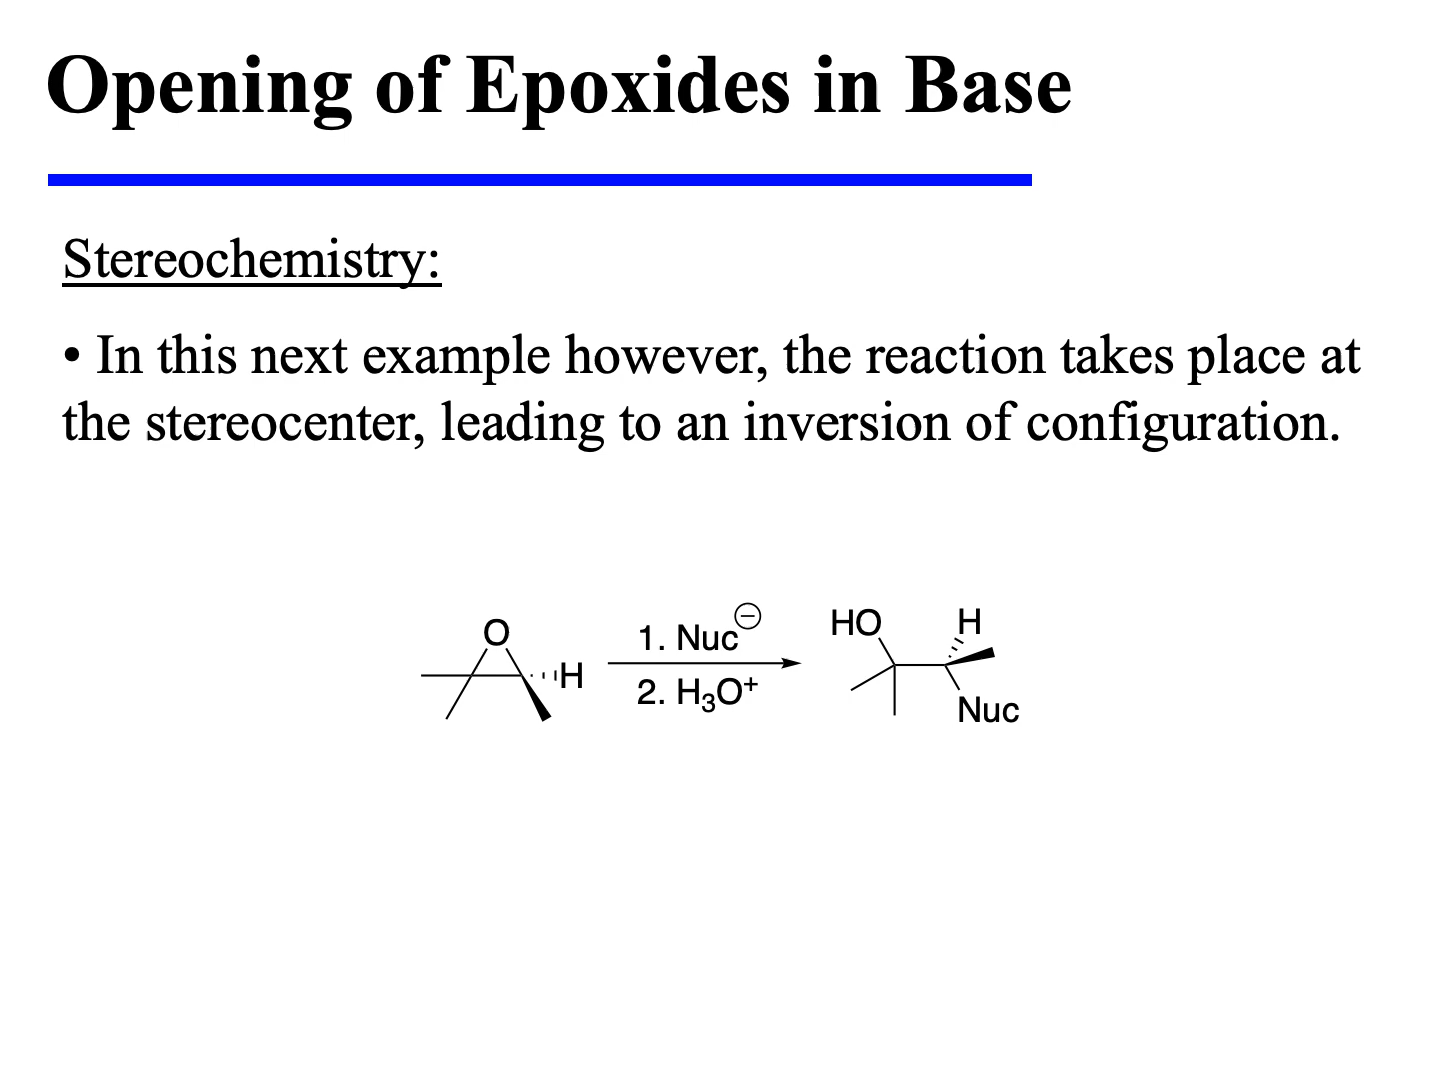 Opening of Epoxides in Base
Stereochemistry:
• In this next example however, the reaction takes place at
the stereocenter, leading to an inversion of configuration.
O
H
1. Nuc⊖
2. H₃O⁺
HO
H
Nuc